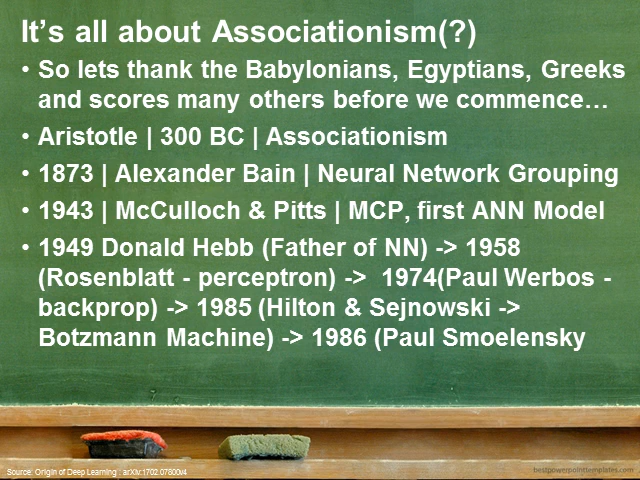 It’s all about Associationism(?)
• So lets thank the Babylonians, Egyptians, Greeks
and scores many others before we commence…
• Aristotle | 300 BC | Associationism
• 1873 | Alexander Bain | Neural Network Grouping
• 1943 | McCulloch & Pitts | MCP, first ANN Model
• 1949 Donald Hebb (Father of NN) -> 1958
(Rosenblatt - perceptron) -> 1974(Paul Werbos -
backprop) -> 1985 (Hilton & Sejnowski ->
Botzmann Machine) -> 1986 (Paul Smoelensky
Source: Origin of Deep Learning : arXiv:1702.07800v4
bestpowerpointtemplates.com